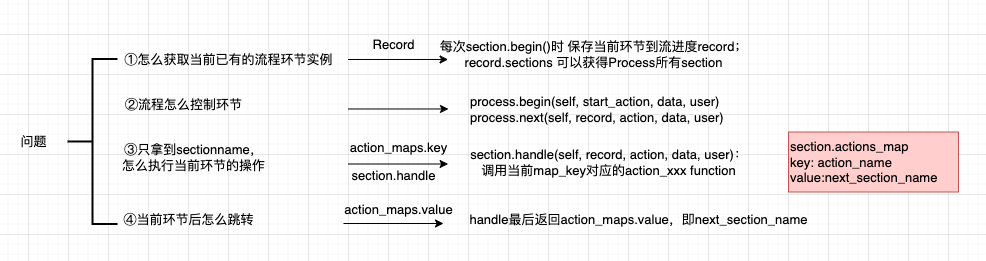 问题
①怎么获取当前已有的流程环节实例
Record
每次section.begin()时 保存当前环节到流进度record；
record.sections 可以获得Process所有section
②流程怎么控制环节
process.begin(self, start_action, data, user)
process.next(self, record, action, data, user)
③只拿到sectionname，
怎么执行当前环节的操作
action_maps.key
section.handle
section.handle(self, record, action, data, user)：
调用当前map_key对应的action_xxx function
section.actions_map
key: action_name
value:next_section_name
④当前环节后怎么跳转
action_maps.value
handle最后返回action_maps.value，即next_section_name